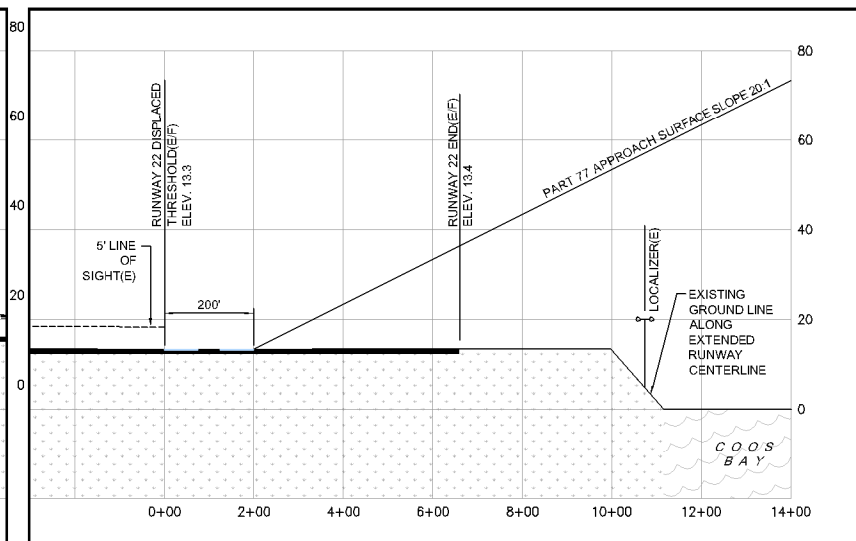 80
60
40
20
0
RUNWAY 22 DISPLACED
THRESHOLD(E/F)
ELEV. 13.3
5' LINE
OF
SIGHT(E)
200'
RUNWAY 22 END(E/F)
ELEV. 13.4
PART 77 APPROACH SURFACE SLOPE 20:1
LOCALIZER(E)
EXISTING
GROUND LINE
ALONG
EXTENDED
RUNWAY
CENTERLINE
COOS
BAY
80
60
40
20
0
0+00
2+00
4+00
6+00
8+00
10+00
12+00
14+00